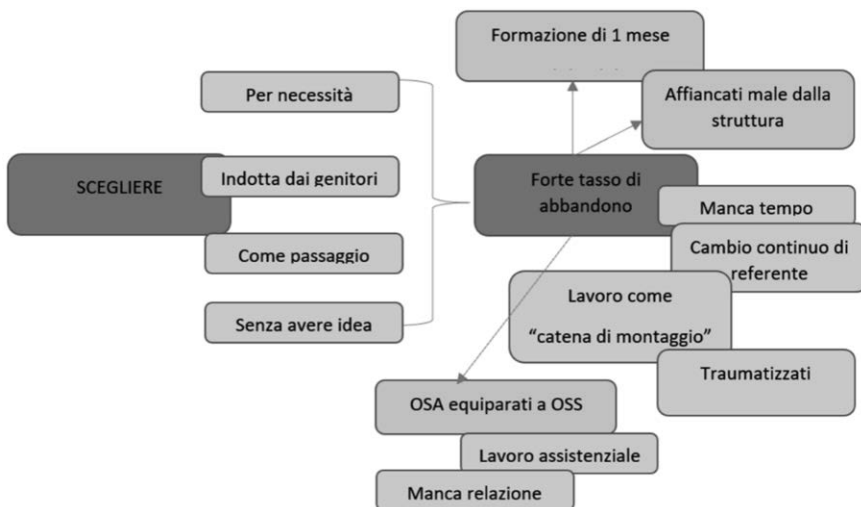 Formazione di 1 mese
Per necessità
Affiancati male dalla
struttura
SCEGLIERE
Indotta dai genitori
Forte tasso di
abbandono
Manca tempo
Come passaggio
Cambio continuo di
referente
Lavoro come
“catena di montaggio”
Senza avere idea
Traumatizzati
OSA equiparati a OSS
Lavoro assistenziale
Manca relazione